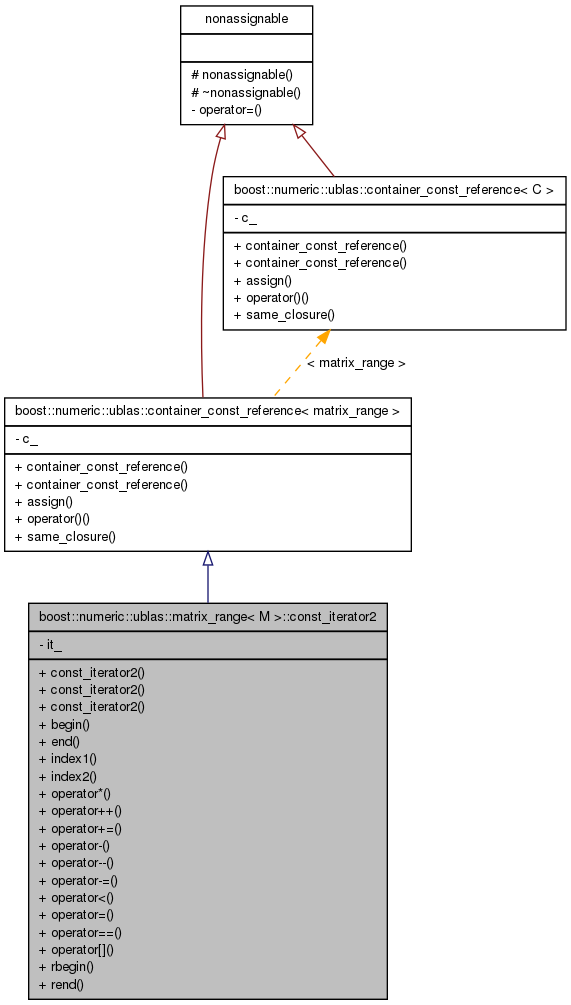 nonassignable
# nonassignable()
# ~nonassignable()
- operator=()
boost::numeric::ublas::container_const_reference< C >
- c_
+ container_const_reference()
+ container_const_reference()
+ assign()
+ operator()()
+ same_closure()
< matrix_range >
boost::numeric::ublas::container_const_reference< matrix_range >
- c_
+ container_const_reference()
+ container_const_reference()
+ assign()
+ operator()()
+ same_closure()
boost::numeric::ublas::matrix_range< M >::const_iterator2
- it_
+ const_iterator2()
+ const_iterator2()
+ const_iterator2()
+ begin()
+ end()
+ index1()
+ index2()
+ operator*()
+ operator++()
+ operator+=()
+ operator-()
+ operator--()
+ operator-=()
+ operator<()
+ operator=()
+ operator==()
+ operator[]()
+ rbegin()
+ rend()